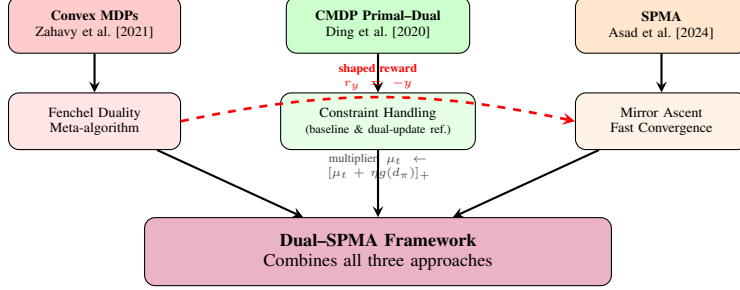 Convex MDPs
Zahavy et al. [2021]
CMDP Primal–Dual
Ding et al. [2020]
SPMA
Asad et al. [2024]
shaped reward
r_y = −y
Fenchel Duality
Meta-algorithm
Constraint Handling
(baseline & dual-update ref.)
Mirror Ascent
Fast Convergence
multiplier μ_t ←
[μ_t + ηg(d_π)]_+
Dual–SPMA Framework
Combines all three approaches